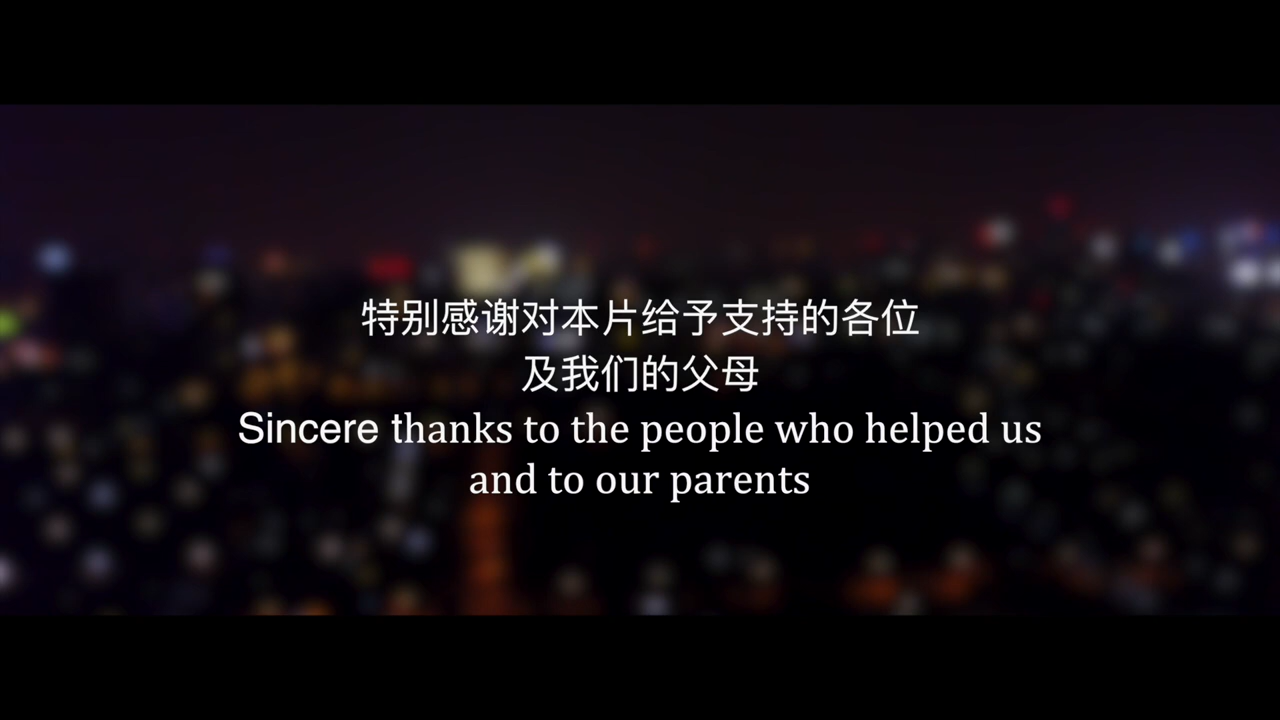 特别感谢对本片给予支持的各位
及我们的父母
Sincere thanks to the people who helped us
and to our parents